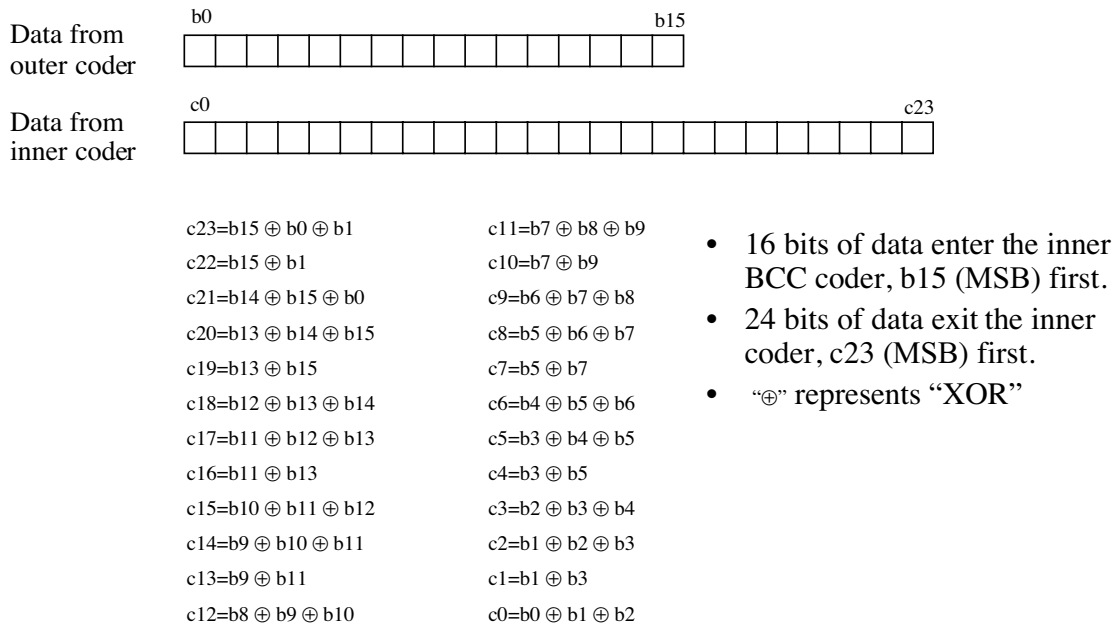 b0 b15
Data from
outer coder
c0 c23
Data from
inner coder
c23=b15 ⊕ b0 ⊕ b1
c22=b15 ⊕ b1
c21=b14 ⊕ b15 ⊕ b0
c20=b13 ⊕ b14 ⊕ b15
c19=b13 ⊕ b15
c18=b12 ⊕ b13 ⊕ b14
c17=b11 ⊕ b12 ⊕ b13
c16=b11 ⊕ b13
c15=b10 ⊕ b11 ⊕ b12
c14=b9 ⊕ b10 ⊕ b11
c13=b9 ⊕ b11
c12=b8 ⊕ b9 ⊕ b10
c11=b7 ⊕ b8 ⊕ b9
c10=b7 ⊕ b9
c9=b6 ⊕ b7 ⊕ b8
c8=b5 ⊕ b6 ⊕ b7
c7=b5 ⊕ b7
c6=b4 ⊕ b5 ⊕ b6
c5=b3 ⊕ b4 ⊕ b5
c4=b3 ⊕ b5
c3=b2 ⊕ b3 ⊕ b4
c2=b1 ⊕ b2 ⊕ b3
c1=b1 ⊕ b3
c0=b0 ⊕ b1 ⊕ b2
• 16 bits of data enter the inner
BCC coder, b15 (MSB) first.
• 24 bits of data exit the inner
coder, c23 (MSB) first.
• “⊕” represents “XOR”